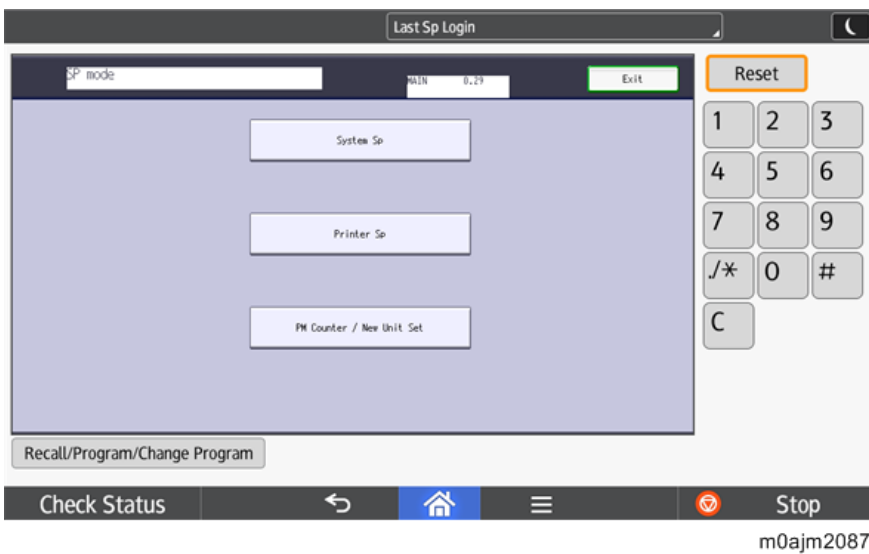 Last Sp Login
SP mode
MAIN 0.29
Exit
Reset
System Sp
1 2 3
4 5 6
Printer Sp
7 8 9
./* 0 #
PM Counter / New Unit Set
C
Recall/Program/Change Program
Check Status
Stop
m0ajm2087